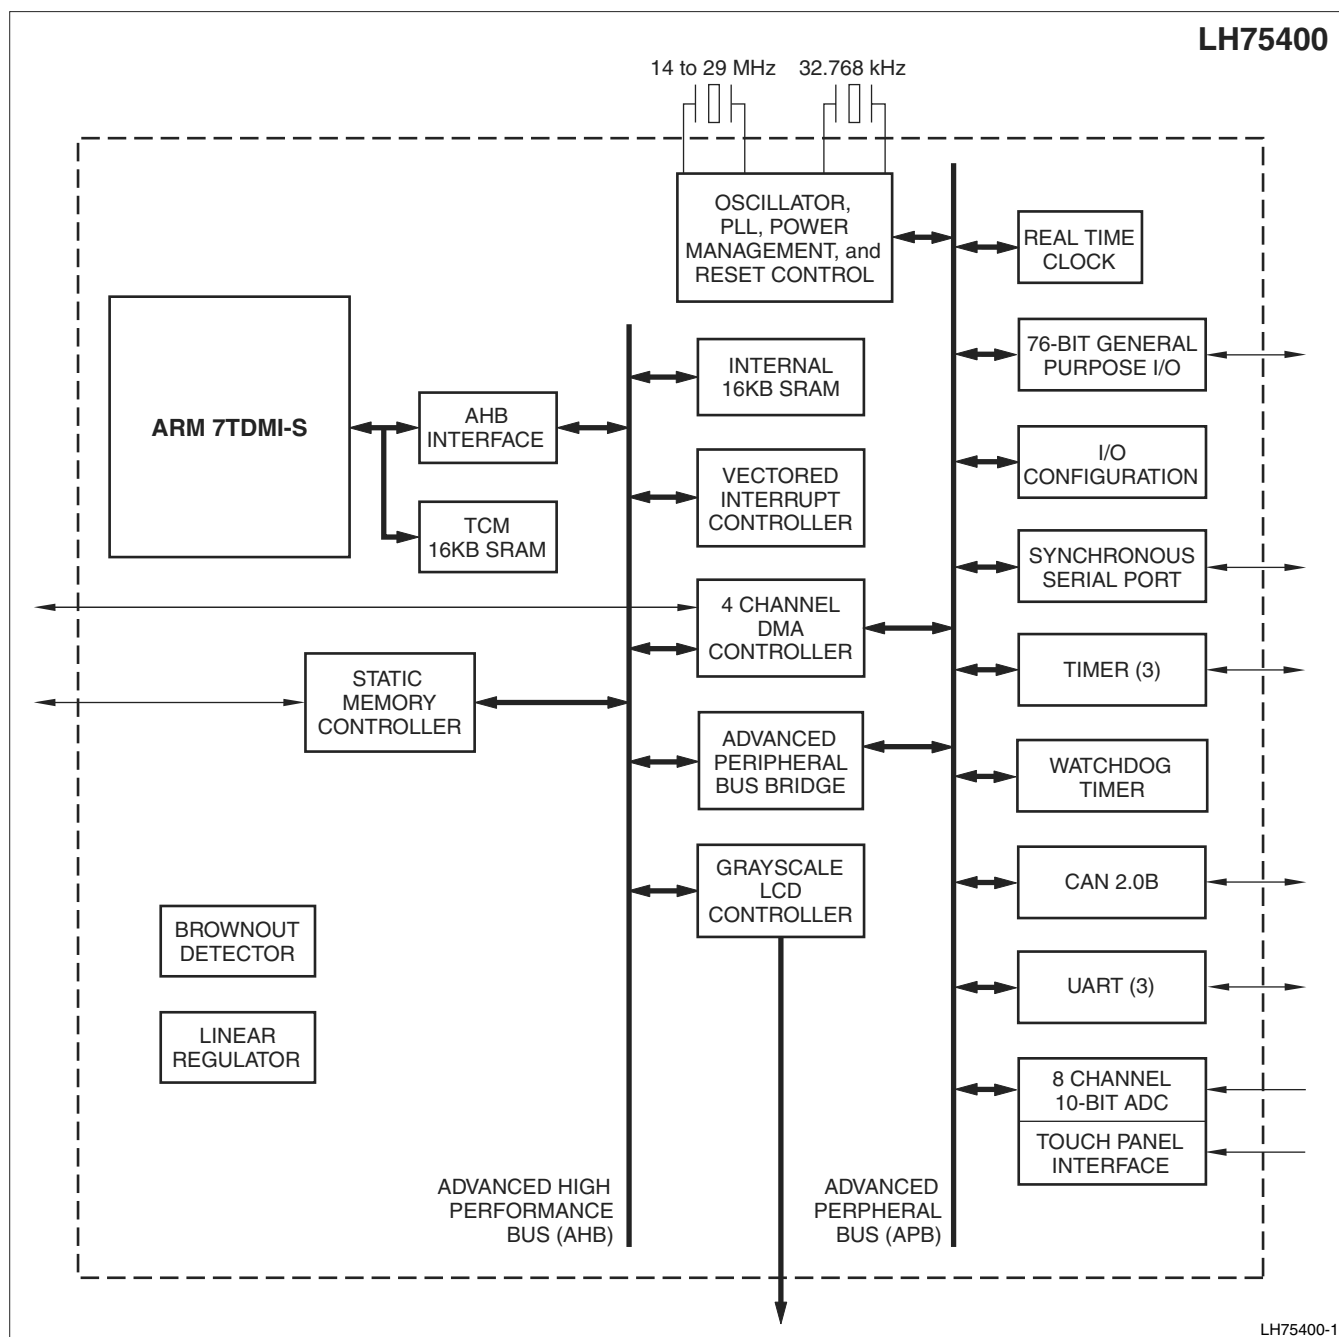 LH75400
14 to 29 MHz
32.768 kHz
OSCILLATOR,
PLL, POWER
MANAGEMENT, and
RESET CONTROL
REAL TIME
CLOCK
ARM 7TDMI-S
AHB
INTERFACE
TCM
16KB SRAM
INTERNAL
16KB SRAM
VECTORED
INTERRUPT
CONTROLLER
4 CHANNEL
DMA
CONTROLLER
STATIC
MEMORY
CONTROLLER
ADVANCED
PERIPHERAL
BUS BRIDGE
GRAYSCALE
LCD
CONTROLLER
76-BIT GENERAL
PURPOSE I/O
I/O
CONFIGURATION
SYNCHRONOUS
SERIAL PORT
TIMER (3)
WATCHDOG
TIMER
CAN 2.0B
UART (3)
8 CHANNEL
10-BIT ADC
TOUCH PANEL
INTERFACE
BROWNOUT
DETECTOR
LINEAR
REGULATOR
ADVANCED HIGH
PERFORMANCE
BUS (AHB)
ADVANCED
PERPHERAL
BUS (APB)
LH75400-1